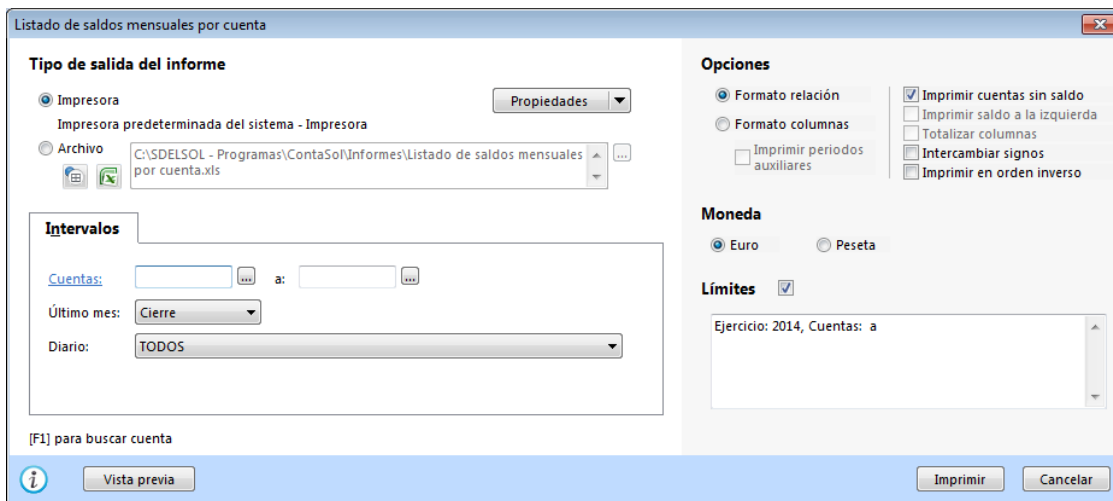 Listado de saldos mensuales por cuenta
Tipo de salida del informe
Impresora
Propiedades
Impresora predeterminada del sistema - Impresora
Archivo
C:\SDELSOL - Programas\ContaSol\Informes\Listado de saldos mensuales
por cuenta.xls
...
Intervalos
Cuentas:
...
a:
...
Último mes:
Cierre
Diario:
TODOS
[F1] para buscar cuenta
Opciones
Formato relación
Formato columnas
Imprimir periodos
auxiliares
Imprimir cuentas sin saldo
Imprimir saldo a la izquierda
Totalizar columnas
Intercambiar signos
Imprimir en orden inverso
Moneda
Euro
Peseta
Límites
Ejercicio: 2014, Cuentas:  a
Vista previa
Imprimir
Cancelar